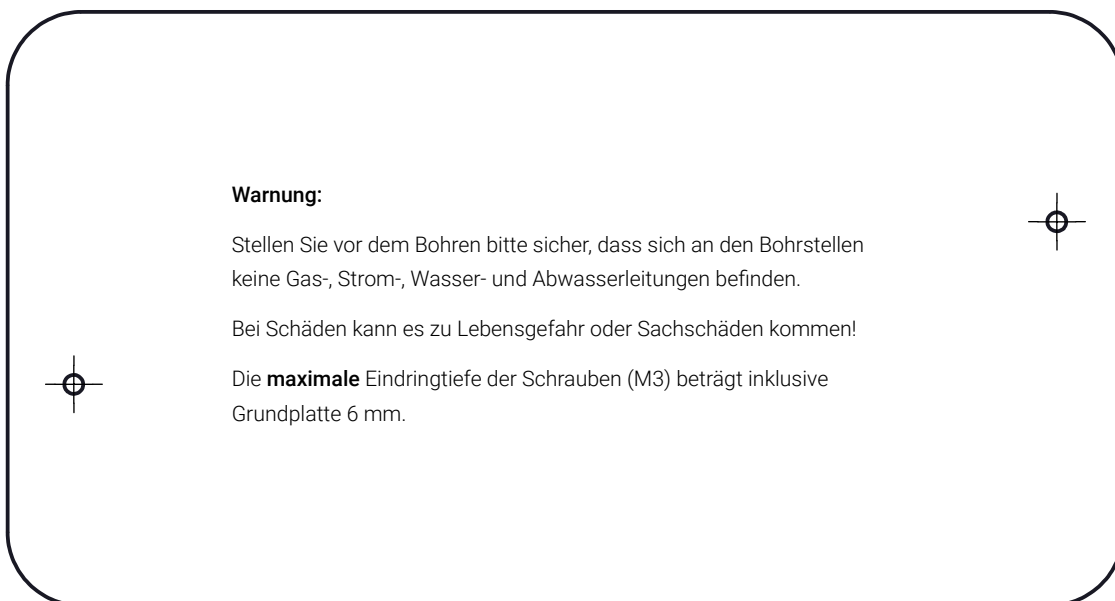 Warnung:
Stellen Sie vor dem Bohren bitte sicher, dass sich an den Bohrstellen
keine Gas-, Strom-, Wasser- und Abwasserleitungen befinden.
Bei Schäden kann es zu Lebensgefahr oder Sachschäden kommen!
Die maximale Eindringtiefe der Schrauben (M3) beträgt inklusive
Grundplatte 6 mm.